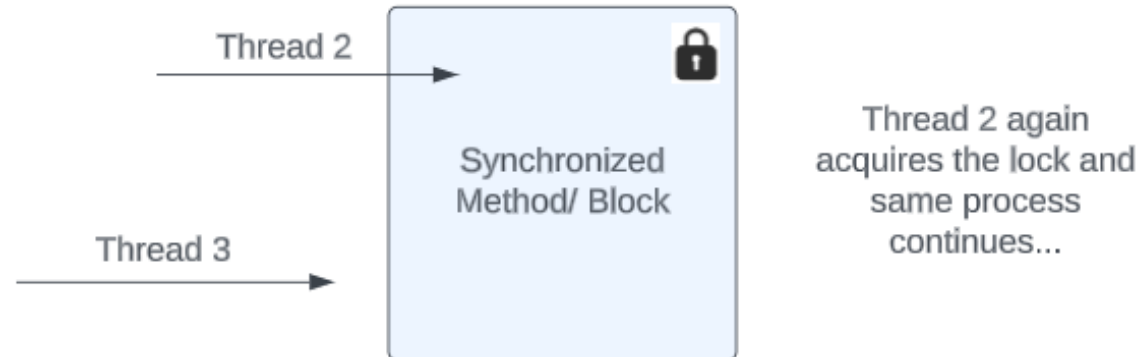 Thread 2
Synchronized
Method/ Block
Thread 2 again
acquires the lock and
same process
continues...
Thread 3